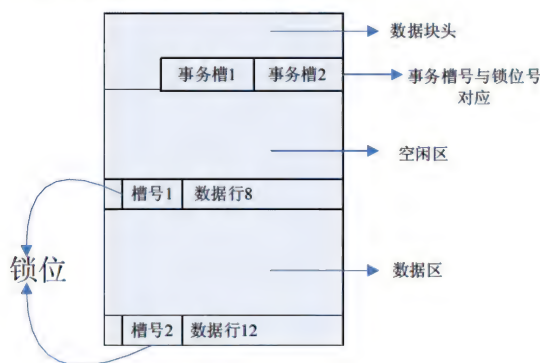 数据块头
事务槽1 事务槽2
事务槽号与锁位号
对应
空闲区
槽号1 数据行8
锁位
数据区
槽号2 数据行12